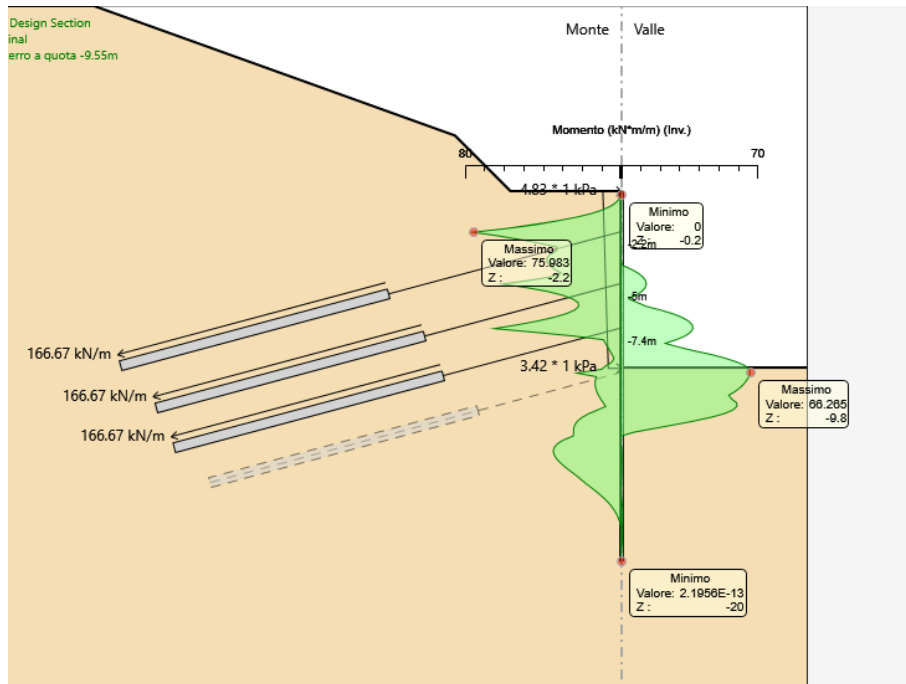 Design Section
inal
erro a quota -9.55m
Monte
Valle
Momento (kN*m/m) (Inv.)
80
70
4.83 * 1 kPa
Minimo
Valore: 0
Z : -0.2
-2.2m
Massimo
Valore: 75.983
Z : -2.2
-5m
-7.4m
166.67 kN/m
166.67 kN/m
166.67 kN/m
3.42 * 1 kPa
Massimo
Valore: 66.265
Z : -9.8
Minimo
Valore: 2.1956E-13
Z : -20